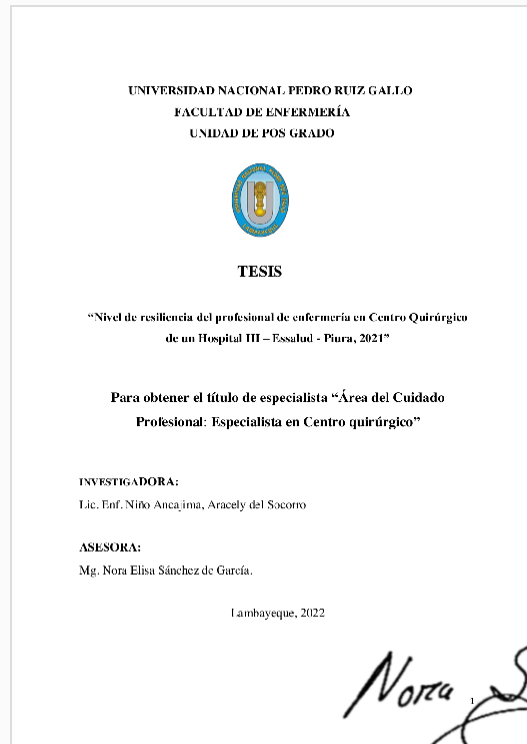 UNIVERSIDAD NACIONAL PEDRO RUIZ GALLO
FACULTAD DE ENFERMERÍA
UNIDAD DE POS GRADO
TESIS
“Nivel de resiliencia del profesional de enfermería en Centro Quirúrgico
de un Hospital III – Essalud - Piura, 2021”
Para obtener el título de especialista “Área del Cuidado
Profesional: Especialista en Centro quirúrgico”
INVESTIGADORA:
Lic. Enf. Niño Ancajima, Aracely del Socorro
ASESORA:
Mg. Nora Elisa Sánchez de García.
Lambayeque, 2022
Nora S
1